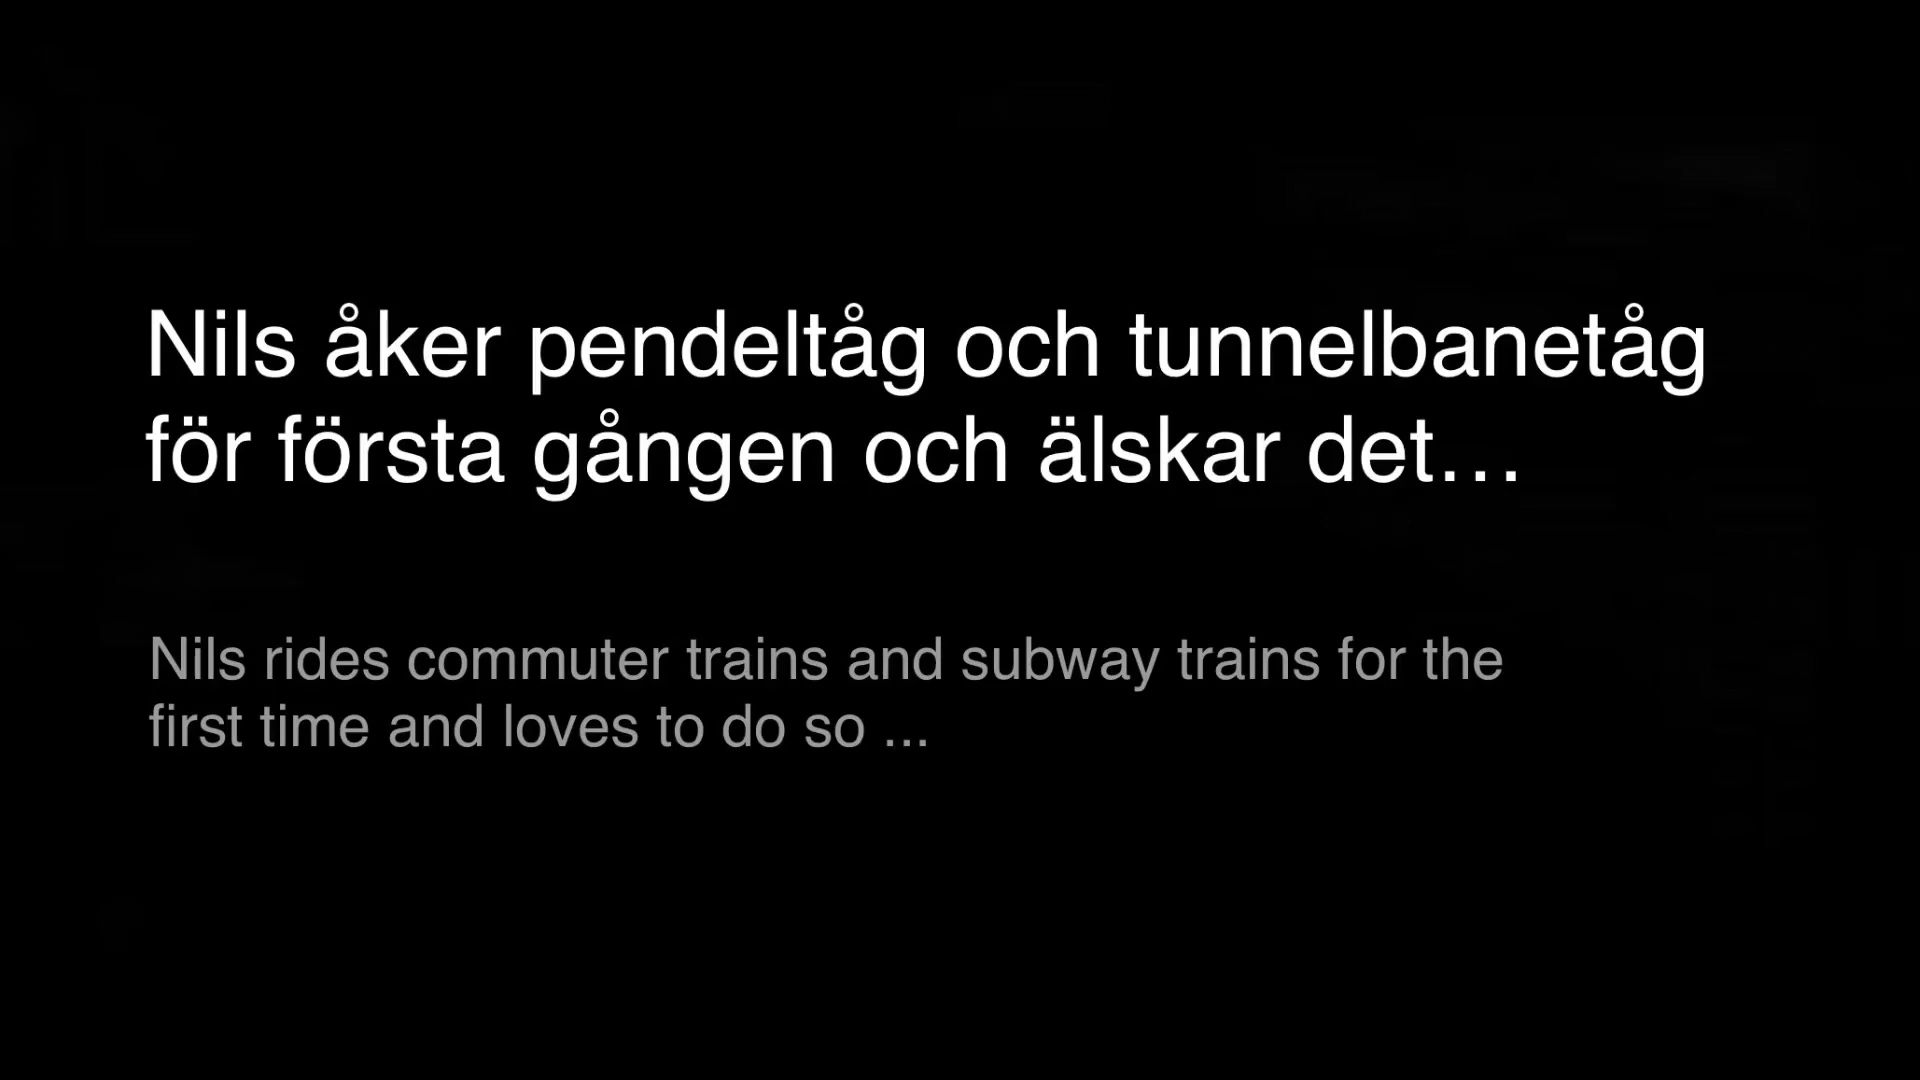 Nils åker pendeltåg och tunnelbanetåg
för första gången och älskar det…
Nils rides commuter trains and subway trains for the
first time and loves to do so ...